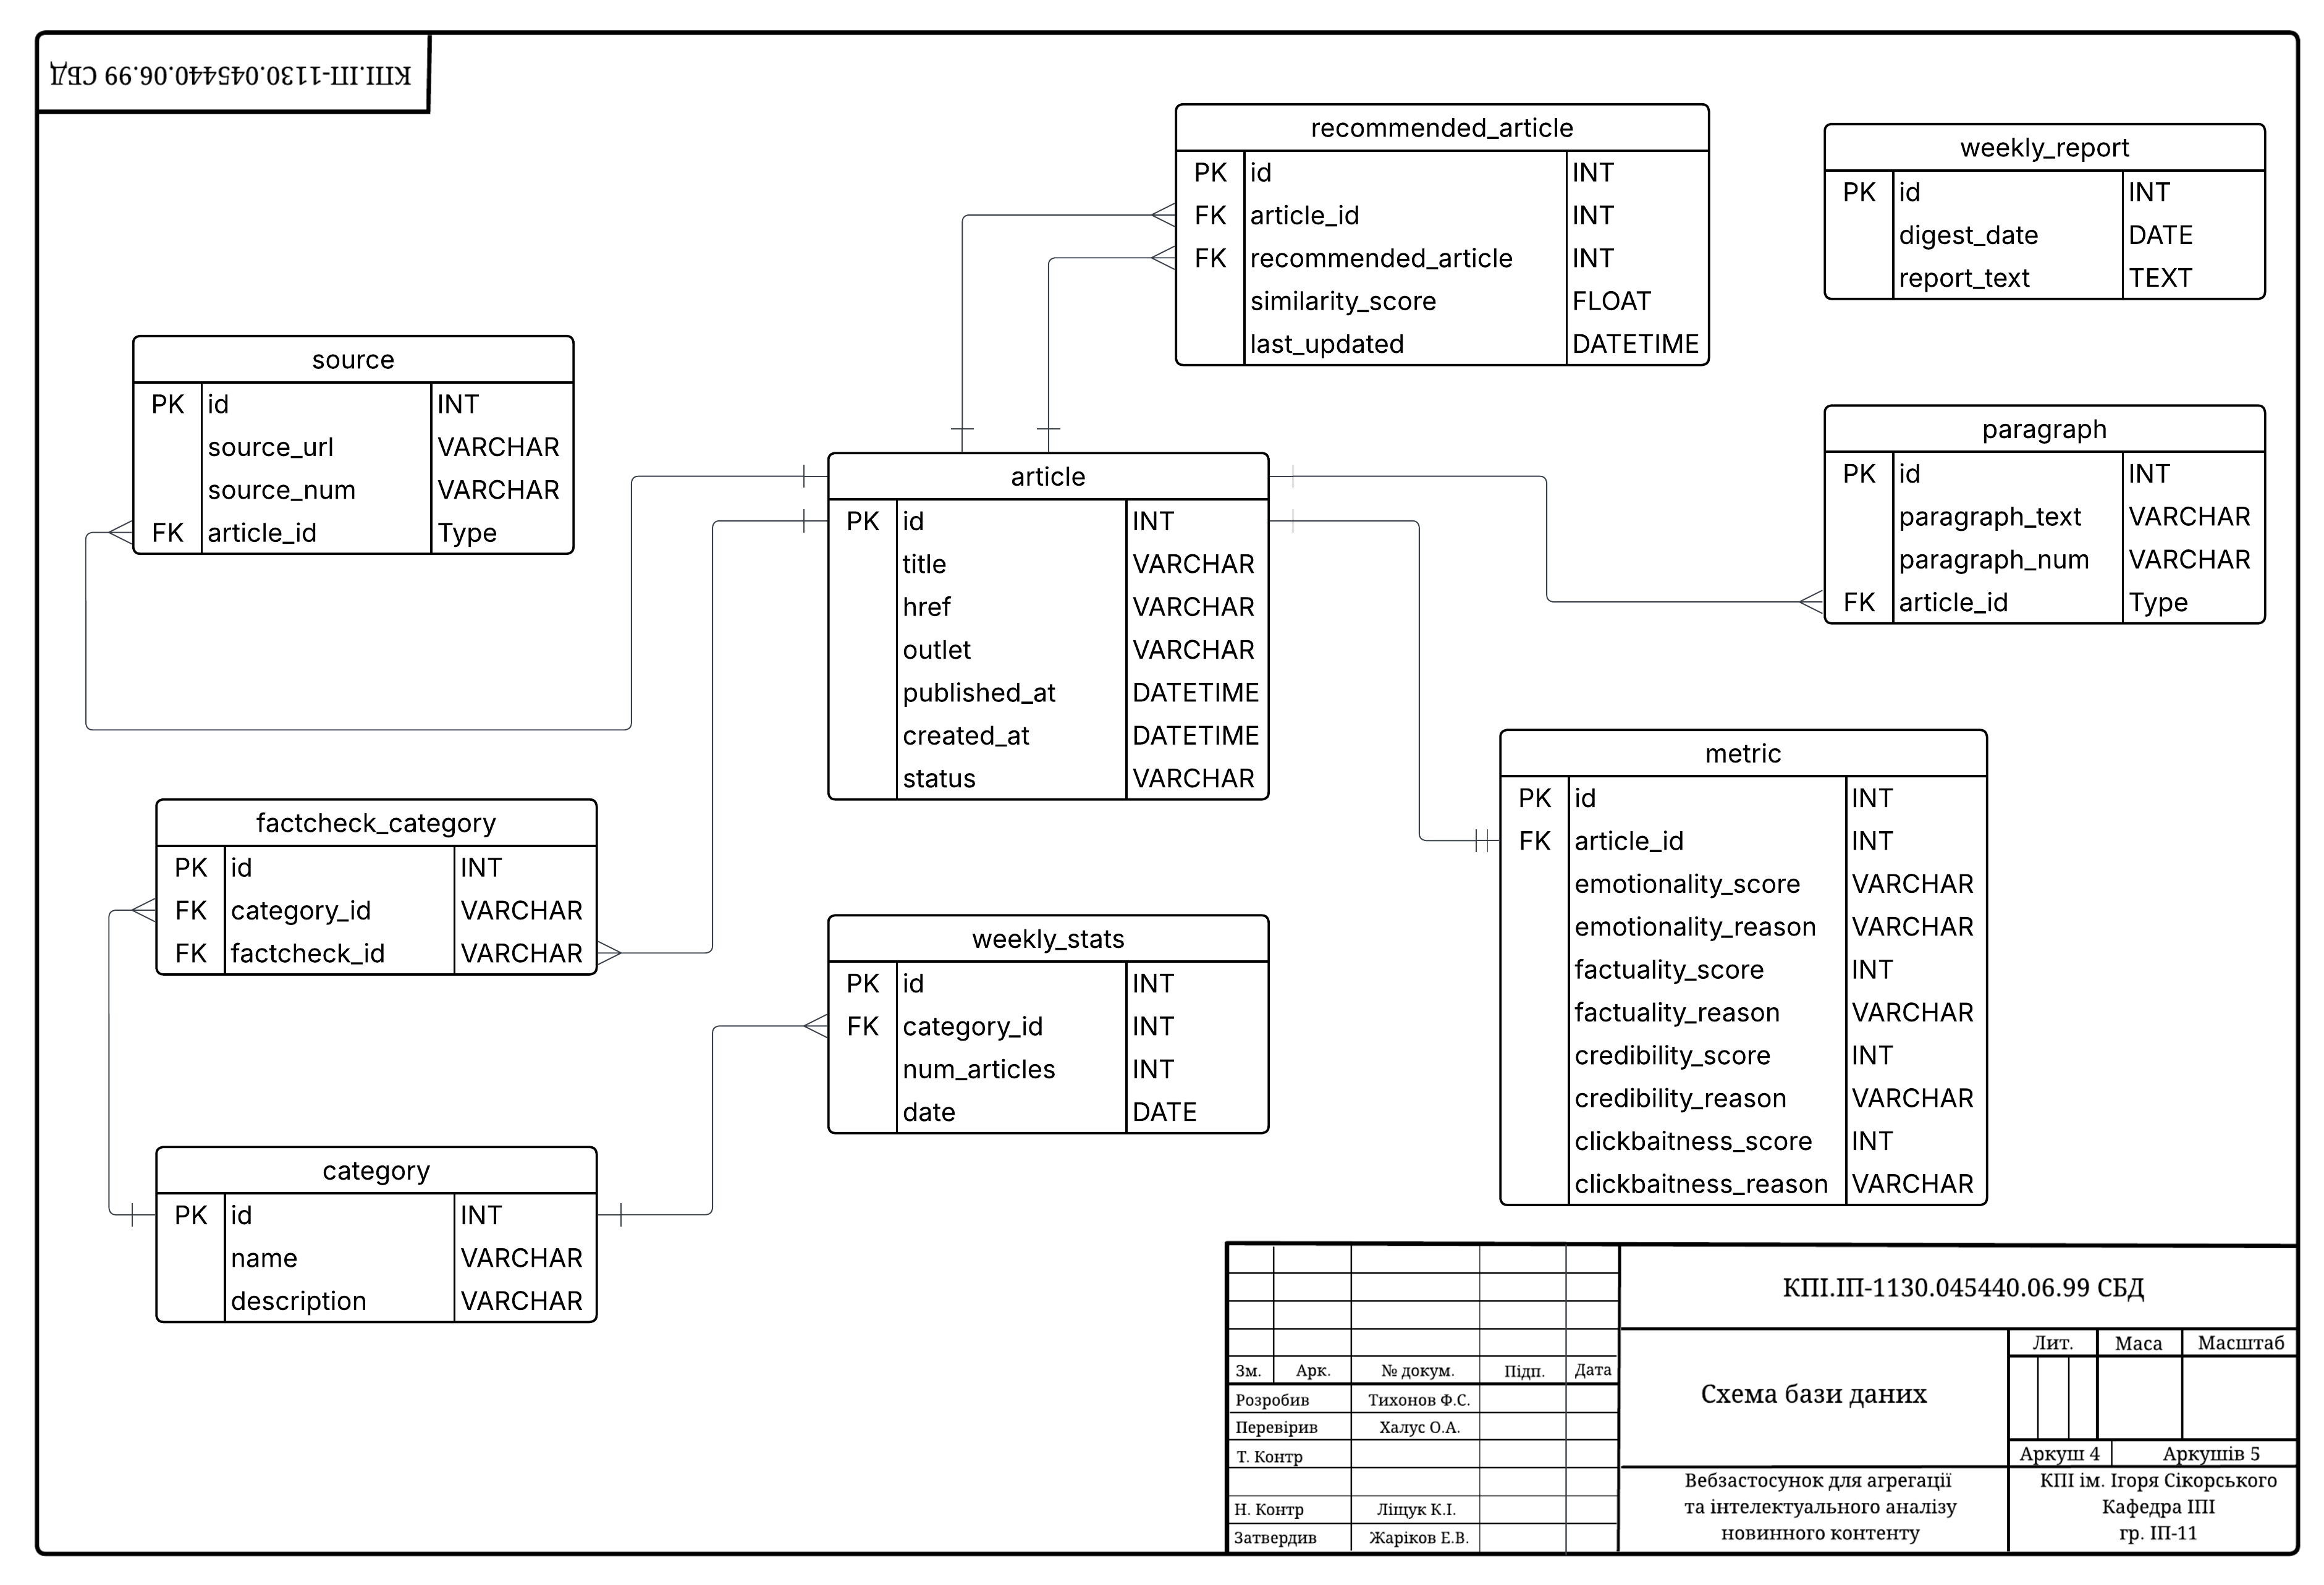 КПІ.ІП-1130.045440.06.99 СБД
recommended_article
PK id INT
FK article_id INT
FK recommended_article INT
similarity_score FLOAT
last_updated DATETIME
weekly_report
PK id INT
digest_date DATE
report_text TEXT
source
PK id INT
source_url VARCHAR
source_num VARCHAR
FK article_id Type
article
PK id INT
title VARCHAR
href VARCHAR
outlet VARCHAR
published_at DATETIME
created_at DATETIME
status VARCHAR
paragraph
PK id INT
paragraph_text VARCHAR
paragraph_num VARCHAR
FK article_id Type
metric
PK id INT
FK article_id INT
emotionality_score VARCHAR
emotionality_reason VARCHAR
factuality_score INT
factuality_reason VARCHAR
credibility_score INT
credibility_reason VARCHAR
clickbaitness_score INT
clickbaitness_reason VARCHAR
factcheck_category
PK id INT
FK category_id VARCHAR
FK factcheck_id VARCHAR
weekly_stats
PK id INT
FK category_id INT
num_articles INT
date DATE
category
PK id INT
name VARCHAR
description VARCHAR
КПІ.ІП-1130.045440.06.99 СБД
Зм. Арк. № докум. Підп. Дата
Розробив Тихонов Ф.С.
Перевірив Халус О.А.
Т. Контр
Н. Контр Ліщук К.І.
Затвердив Жаріков Е.В.
Схема бази даних
Лит. Маса Масштаб
Аркуш 4 Аркушів 5
Вебзастосунок для агрегації
та інтелектуального аналізу
новинного контенту
КПІ ім. Ігоря Сікорського
Кафедра ІПІ
гр. ІП-11